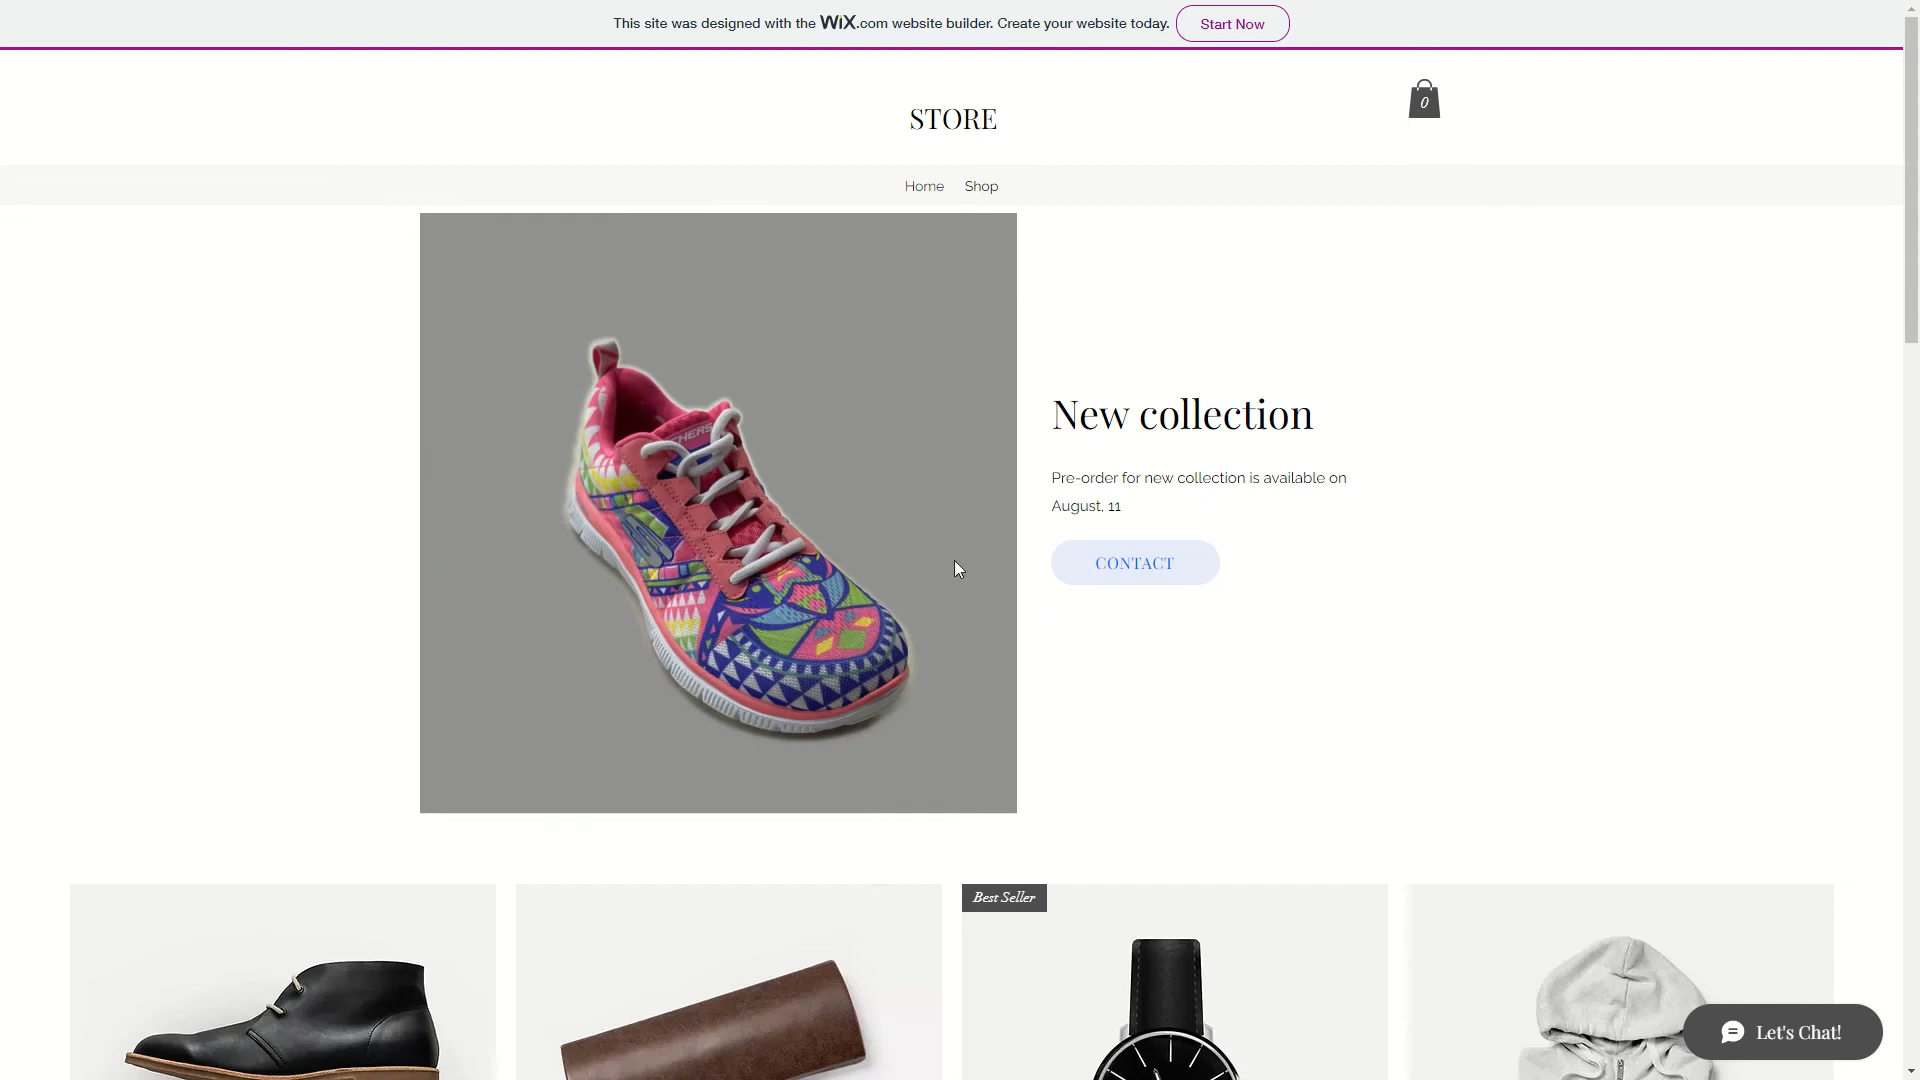 This site was designed with the WiX.com website builder. Create your website today.
Start Now
STORE
0
Home
Shop
New collection
Pre-order for new collection is available on
August, 11
CONTACT
Best Seller
Let's Chat!